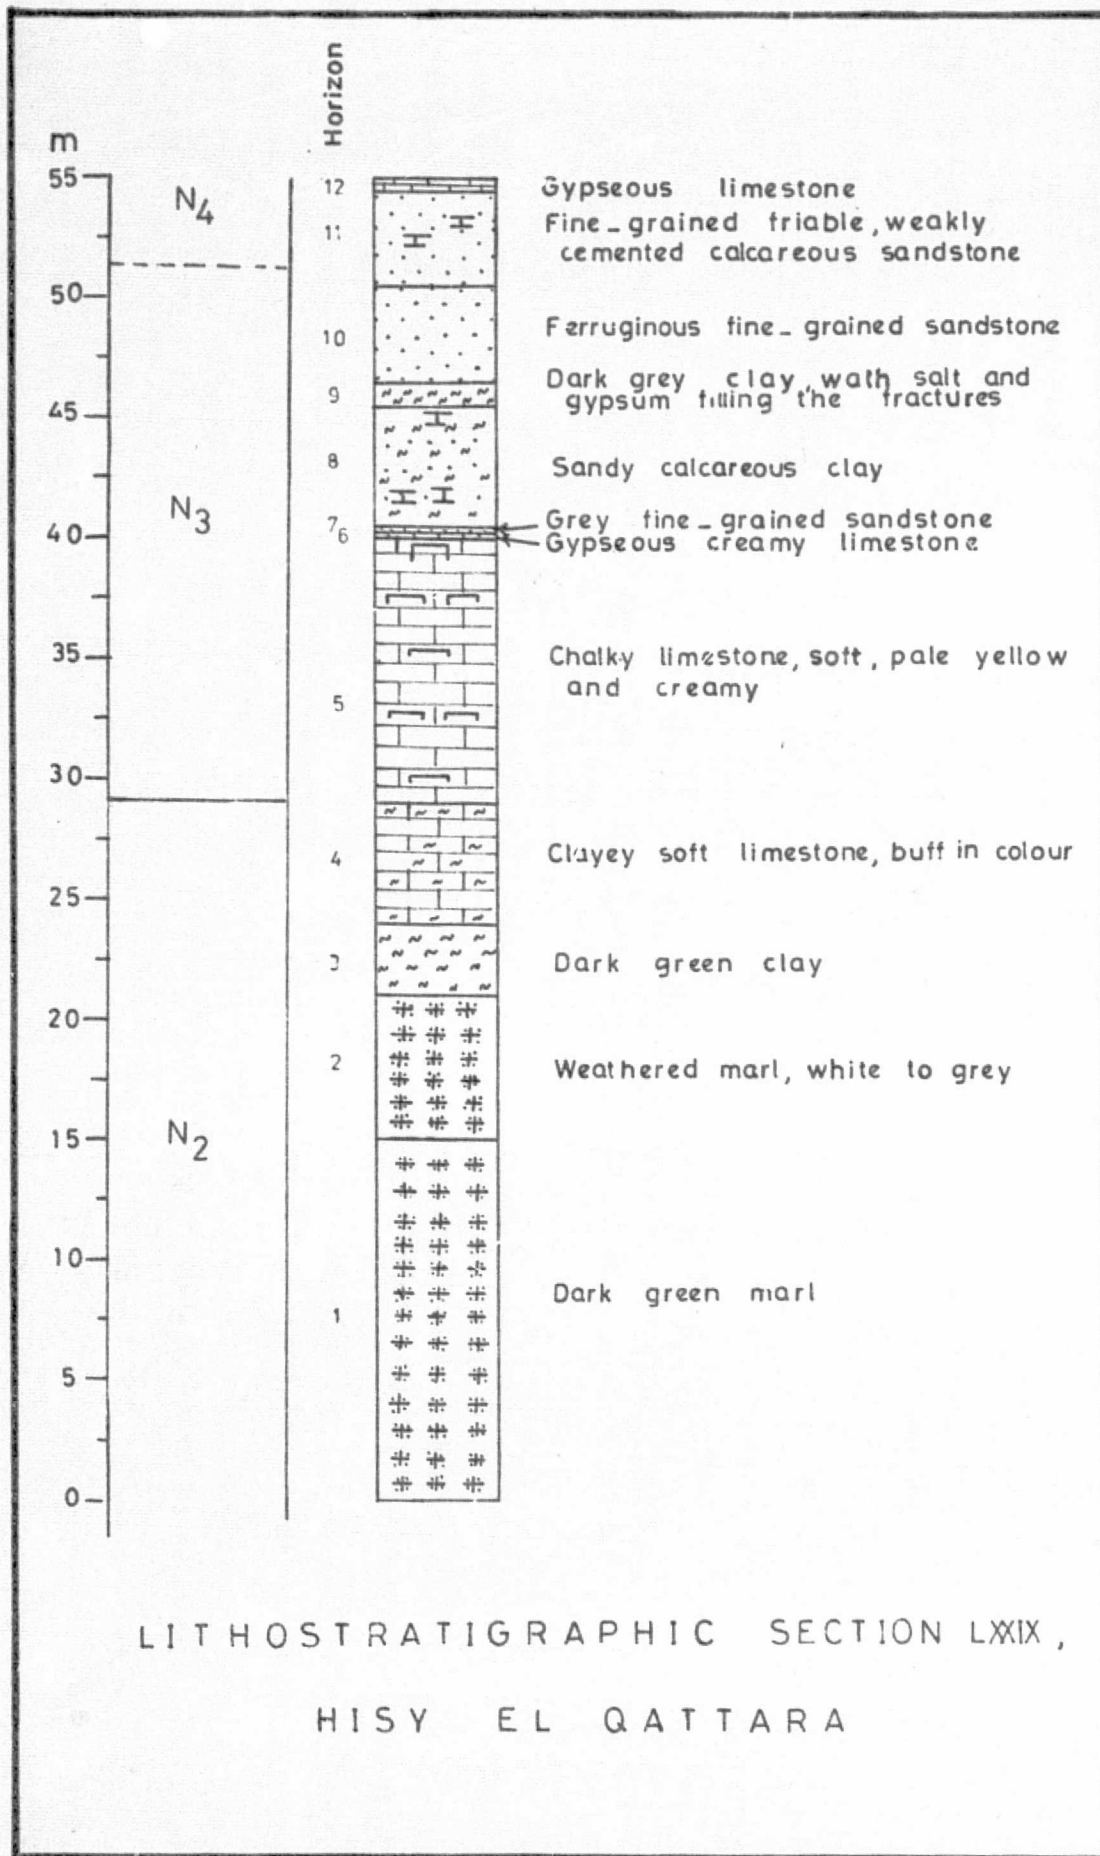 Horizon
m
55
N4
12
Gypseous limestone
11
Fine-grained friable, weakly
cemented calcareous sandstone
50
10
Ferruginous fine-grained sandstone
9
Dark grey clay, wath salt and
gypsum filling the fractures
45
8
Sandy calcareous clay
N3
7
Grey fine-grained sandstone
40
6
Gypseous creamy limestone
35
Chalky limestone, soft, pale yellow
and creamy
5
30
4
Clayey soft limestone, buff in colour
25
3
Dark green clay
20
2
Weathered marl, white to grey
15
N2
10
Dark green marl
1
5
0
LITHOSTRATIGRAPHIC SECTION LXXIX,
HISY EL QATTARA